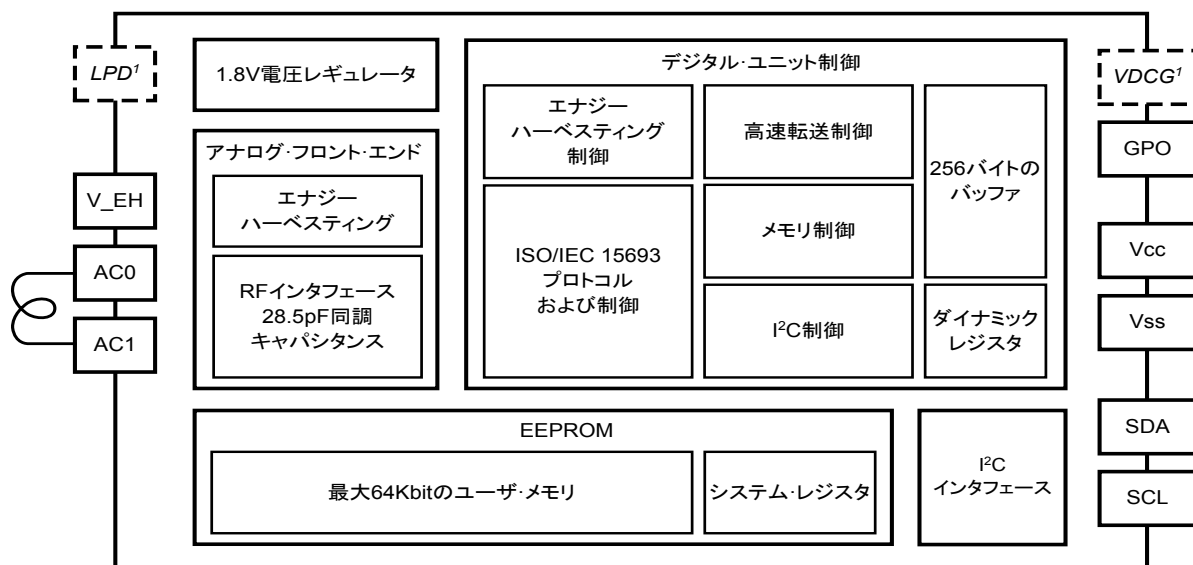 LPD¹
V_EH
AC0
AC1
1.8V電圧レギュレータ
アナログ·フロント·エンド
エナジー
ハーベスティング
RFインタフェース
28.5pF同調
キャパシタンス
デジタル·ユニット制御
エナジー
ハーベスティング
制御
ISO/IEC 15693
プロトコル
および制御
高速転送制御
メモリ制御
I²C制御
256バイトの
バッファ
ダイナミック
レジスタ
EEPROM
最大64Kbitのユーザ·メモリ
システム·レジスタ
I²C
インタフェース
VDCG¹
GPO
Vcc
Vss
SDA
SCL